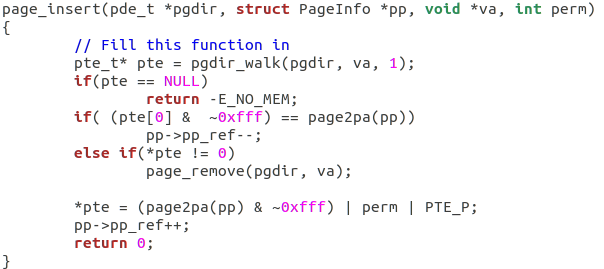 page_insert(pde_t *pgdir, struct PageInfo *pp, void *va, int perm)
{
        // Fill this function in
        pte_t* pte = pgdir_walk(pgdir, va, 1);
        if(pte == NULL)
                return -E_NO_MEM;
        if( (pte[0] &  ~0xfff) == page2pa(pp))
                pp->pp_ref--;
        else if(*pte != 0)
                page_remove(pgdir, va);

        *pte = (page2pa(pp) & ~0xfff) | perm | PTE_P;
        pp->pp_ref++;
        return 0;
}